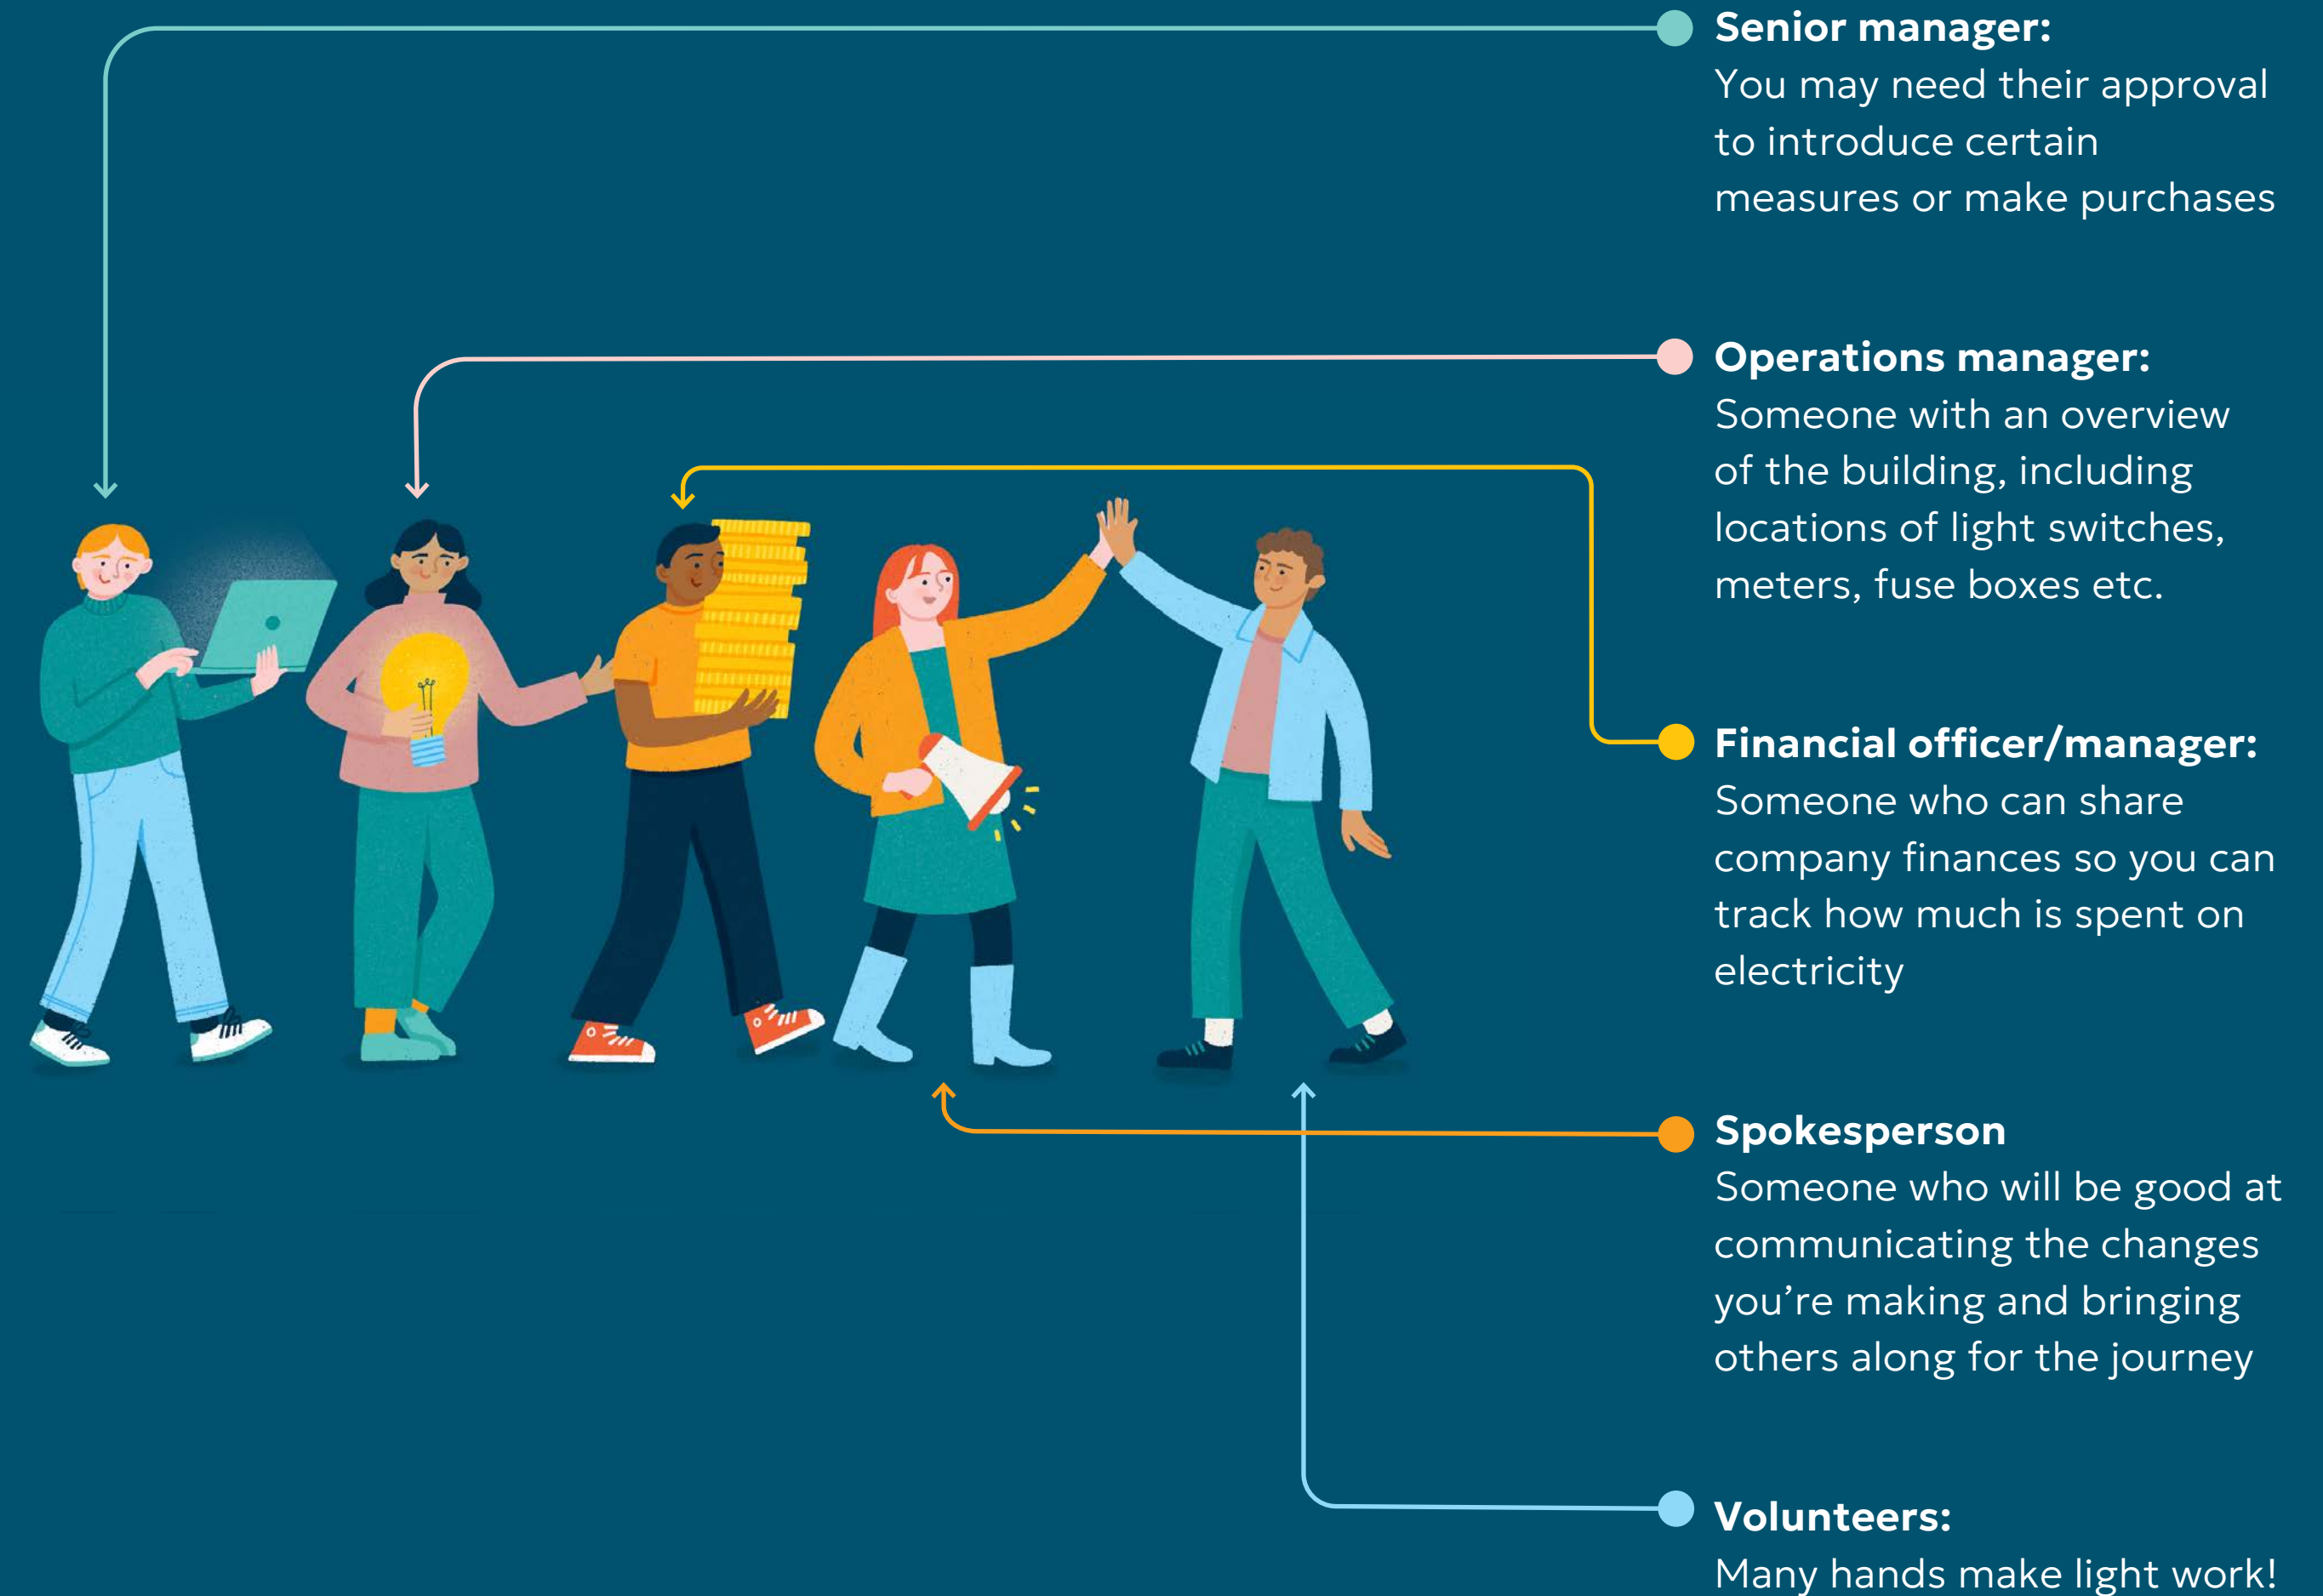 Senior manager:
You may need their approval
to introduce certain
measures or make purchases
Operations manager:
Someone with an overview
of the building, including
locations of light switches,
meters, fuse boxes etc.
Financial officer/manager:
Someone who can share
company finances so you can
track how much is spent on
electricity
Spokesperson
Someone who will be good at
communicating the changes
you’re making and bringing
others along for the journey
Volunteers:
Many hands make light work!